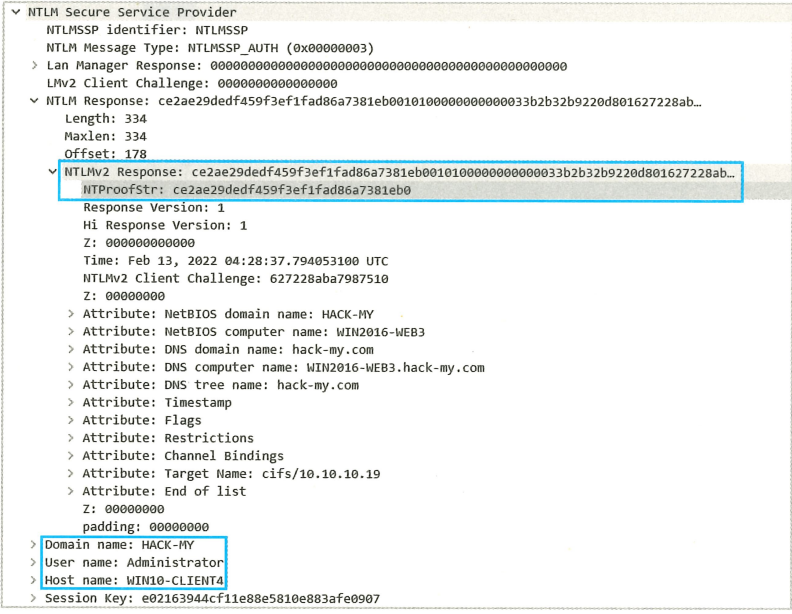 NTLM Secure Service Provider
NTLMSSP identifier: NTLMSSP
NTLM Message Type: NTLMSSP_AUTH (0x00000003)
Lan Manager Response: 000000000000000000000000000000000000000000000000
LMv2 Client Challenge: 0000000000000000
NTLM Response: ce2ae29dedf459f3ef1fad86a7381eb0010100000000000033b2b32b9220d801627228ab…
Length: 334
Maxlen: 334
Offset: 178
NTLMv2 Response: ce2ae29dedf459f3ef1fad86a7381eb0010100000000000033b2b32b9220d801627228ab…
NTProofStr: ce2ae29dedf459f3ef1fad86a7381eb0
Response Version: 1
Hi Response Version: 1
Z: 000000000000
Time: Feb 13, 2022 04:28:37.794053100 UTC
NTLMv2 Client Challenge: 627228aba7987510
Z: 00000000
Attribute: NetBIOS domain name: HACK-MY
Attribute: NetBIOS computer name: WIN2016-WEB3
Attribute: DNS domain name: hack-my.com
Attribute: DNS computer name: WIN2016-WEB3.hack-my.com
Attribute: DNS tree name: hack-my.com
Attribute: Timestamp
Attribute: Flags
Attribute: Restrictions
Attribute: Channel Bindings
Attribute: Target Name: cifs/10.10.10.19
Attribute: End of list
Z: 00000000
padding: 00000000
Domain name: HACK-MY
User name: Administrator
Host name: WIN10-CLIENT4
Session Key: e02163944cf11e88e5810e883afe0907